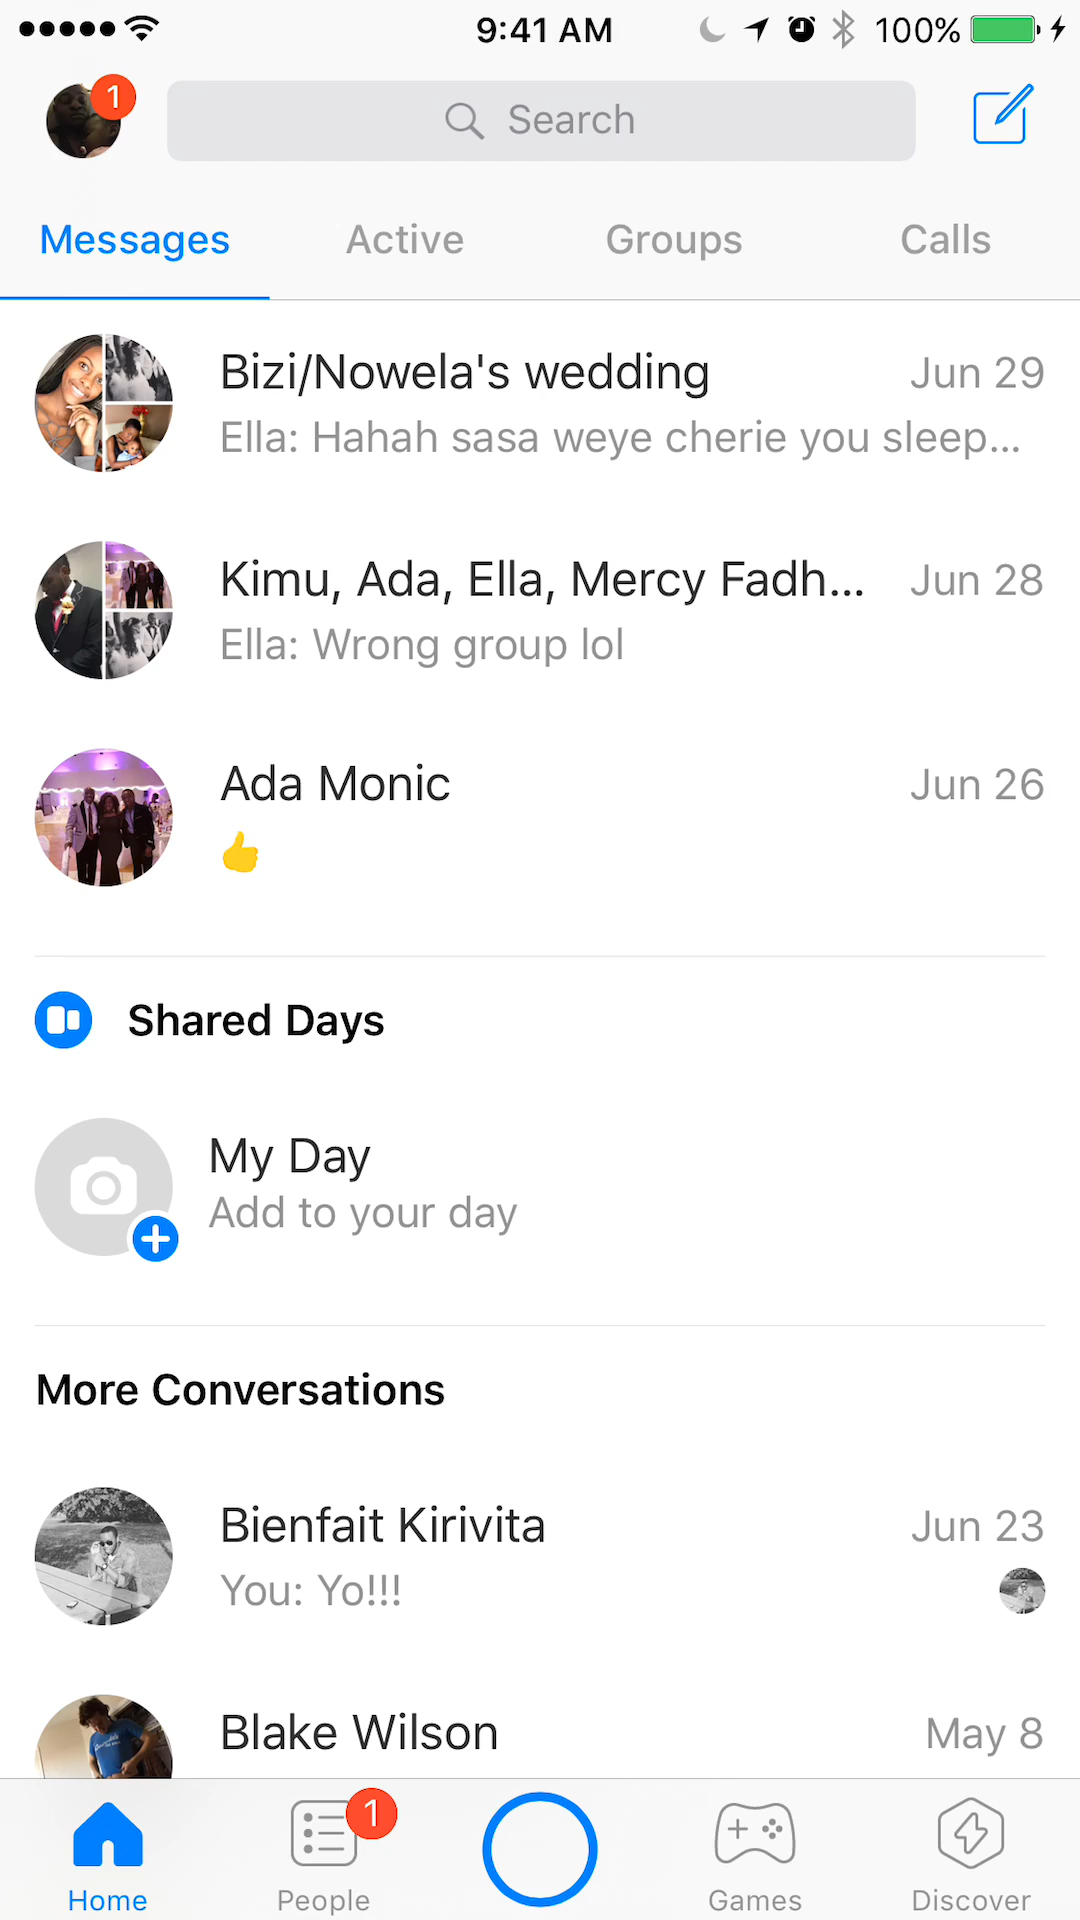 9:41 AM 100%
1
Search
Messages Active Groups Calls
Bizi/Nowela's wedding Jun 29
Ella: Hahah sasa weye cherie you sleep...
Kimu, Ada, Ella, Mercy Fadh... Jun 28
Ella: Wrong group lol
Ada Monic Jun 26
Shared Days
My Day
Add to your day
More Conversations
Bienfait Kirivita Jun 23
You: Yo!!!
Blake Wilson May 8
1
Home People Games Discover